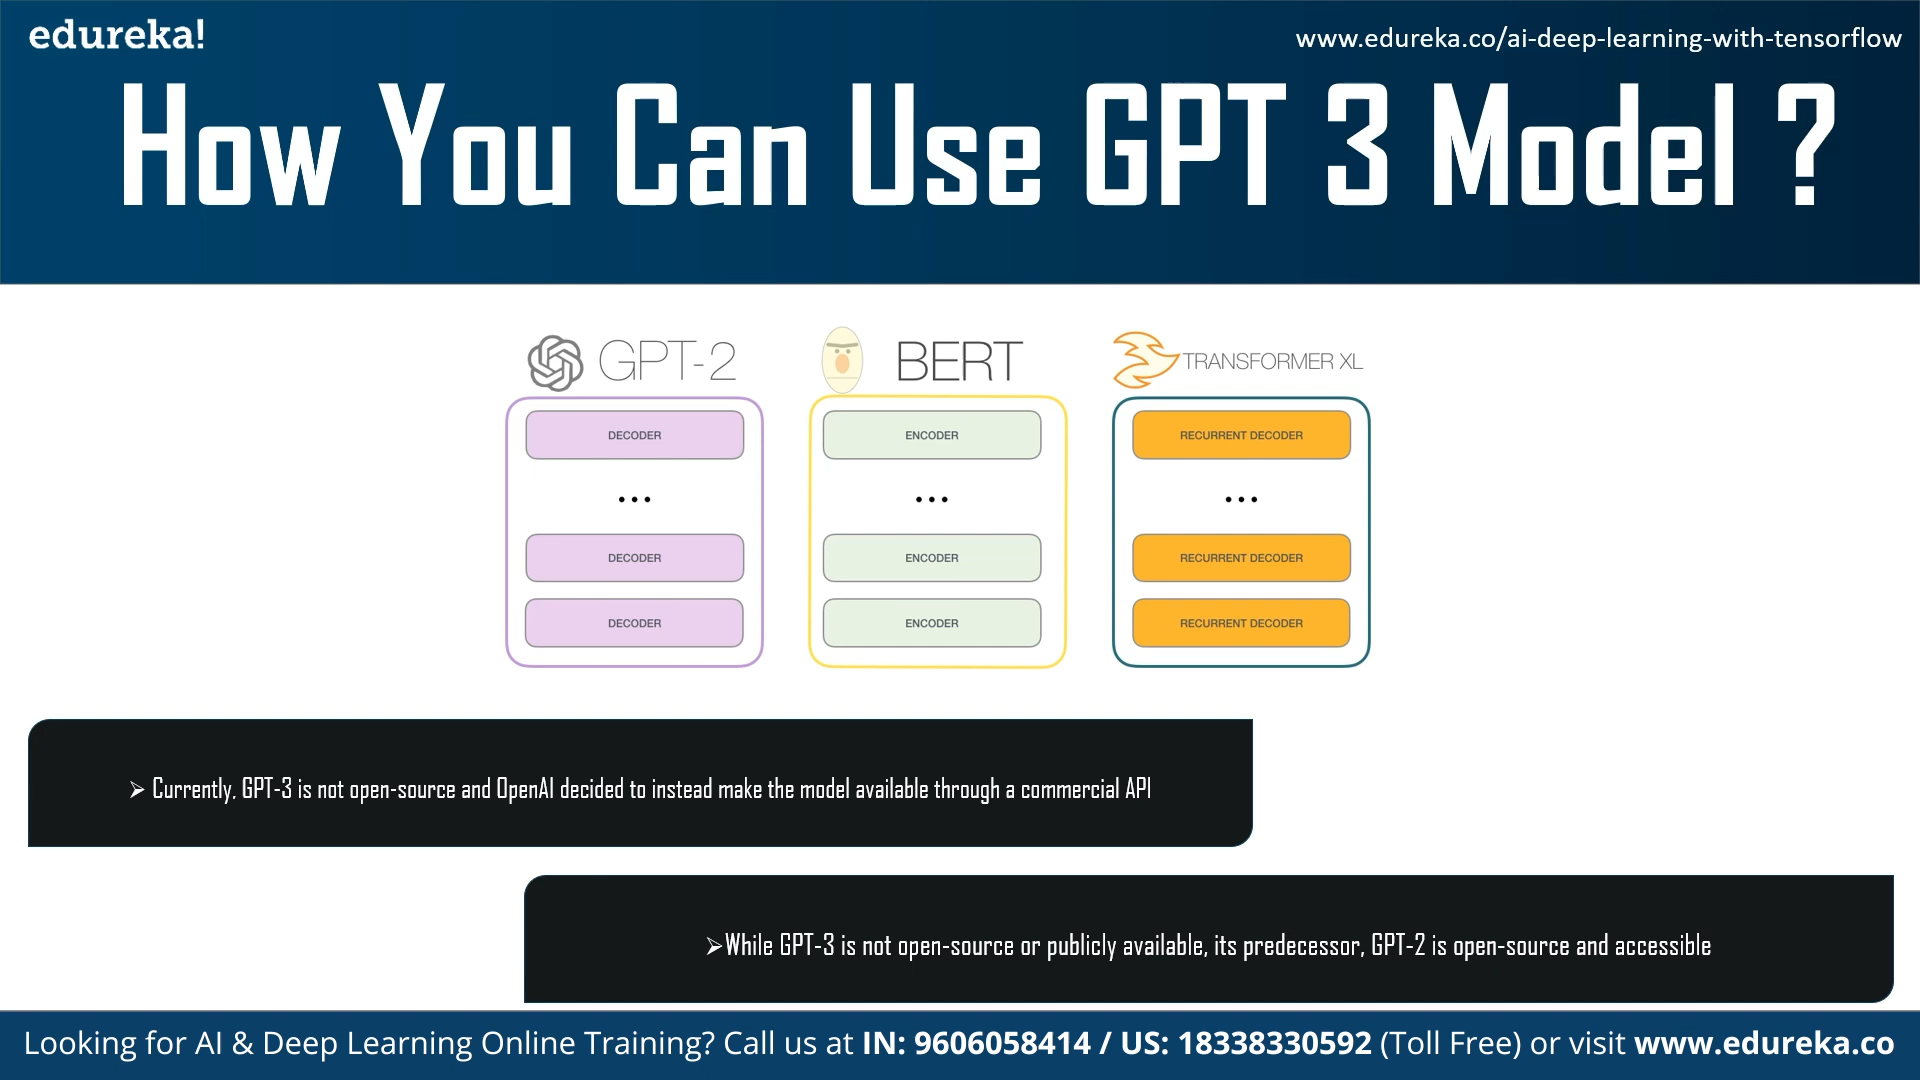 edureka!
www.edureka.co/ai-deep-learning-with-tensorflow
How You Can Use GPT 3 Model ?
GPT-2
BERT
TRANSFORMER XL
DECODER
ENCODER
RECURRENT DECODER
...
...
...
DECODER
ENCODER
RECURRENT DECODER
DECODER
ENCODER
RECURRENT DECODER
➢ Currently, GPT-3 is not open-source and OpenAI decided to instead make the model available through a commercial API
➢While GPT-3 is not open-source or publicly available, its predecessor, GPT-2 is open-source and accessible
Looking for AI & Deep Learning Online Training? Call us at IN: 9606058414 / US: 18338330592 (Toll Free) or visit www.edureka.co